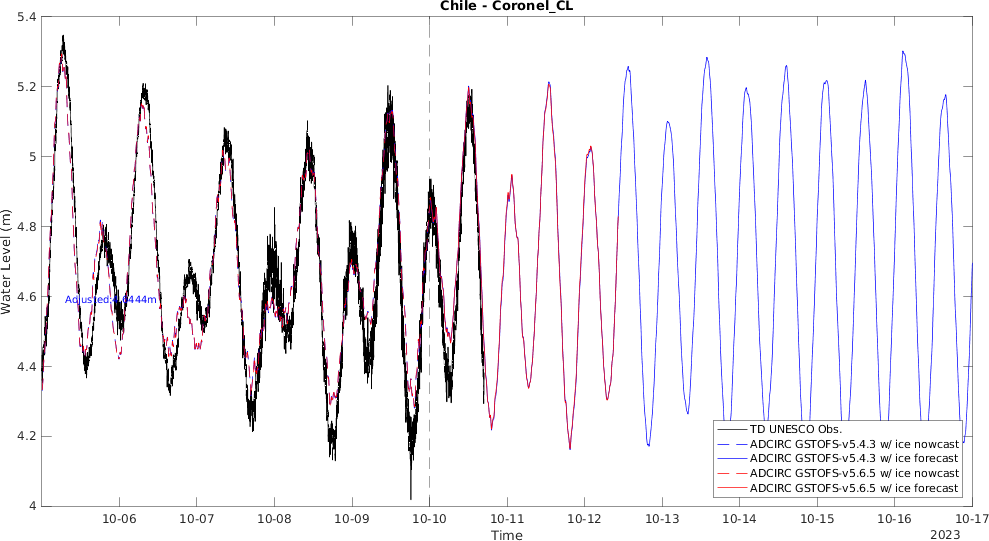 Chile - Coronel_CL
5.4
5.2
5
4.8
4.6
4.4
4.2
4
Water Level (m)
Adjusted:4.6444m
10-06
10-07
10-08
10-09
10-10
10-11
10-12
10-13
10-14
10-15
10-16
10-17
Time
2023
TD UNESCO Obs.
ADCIRC GSTOFS-v5.4.3 w/ ice nowcast
ADCIRC GSTOFS-v5.4.3 w/ ice forecast
ADCIRC GSTOFS-v5.6.5 w/ ice nowcast
ADCIRC GSTOFS-v5.6.5 w/ ice forecast